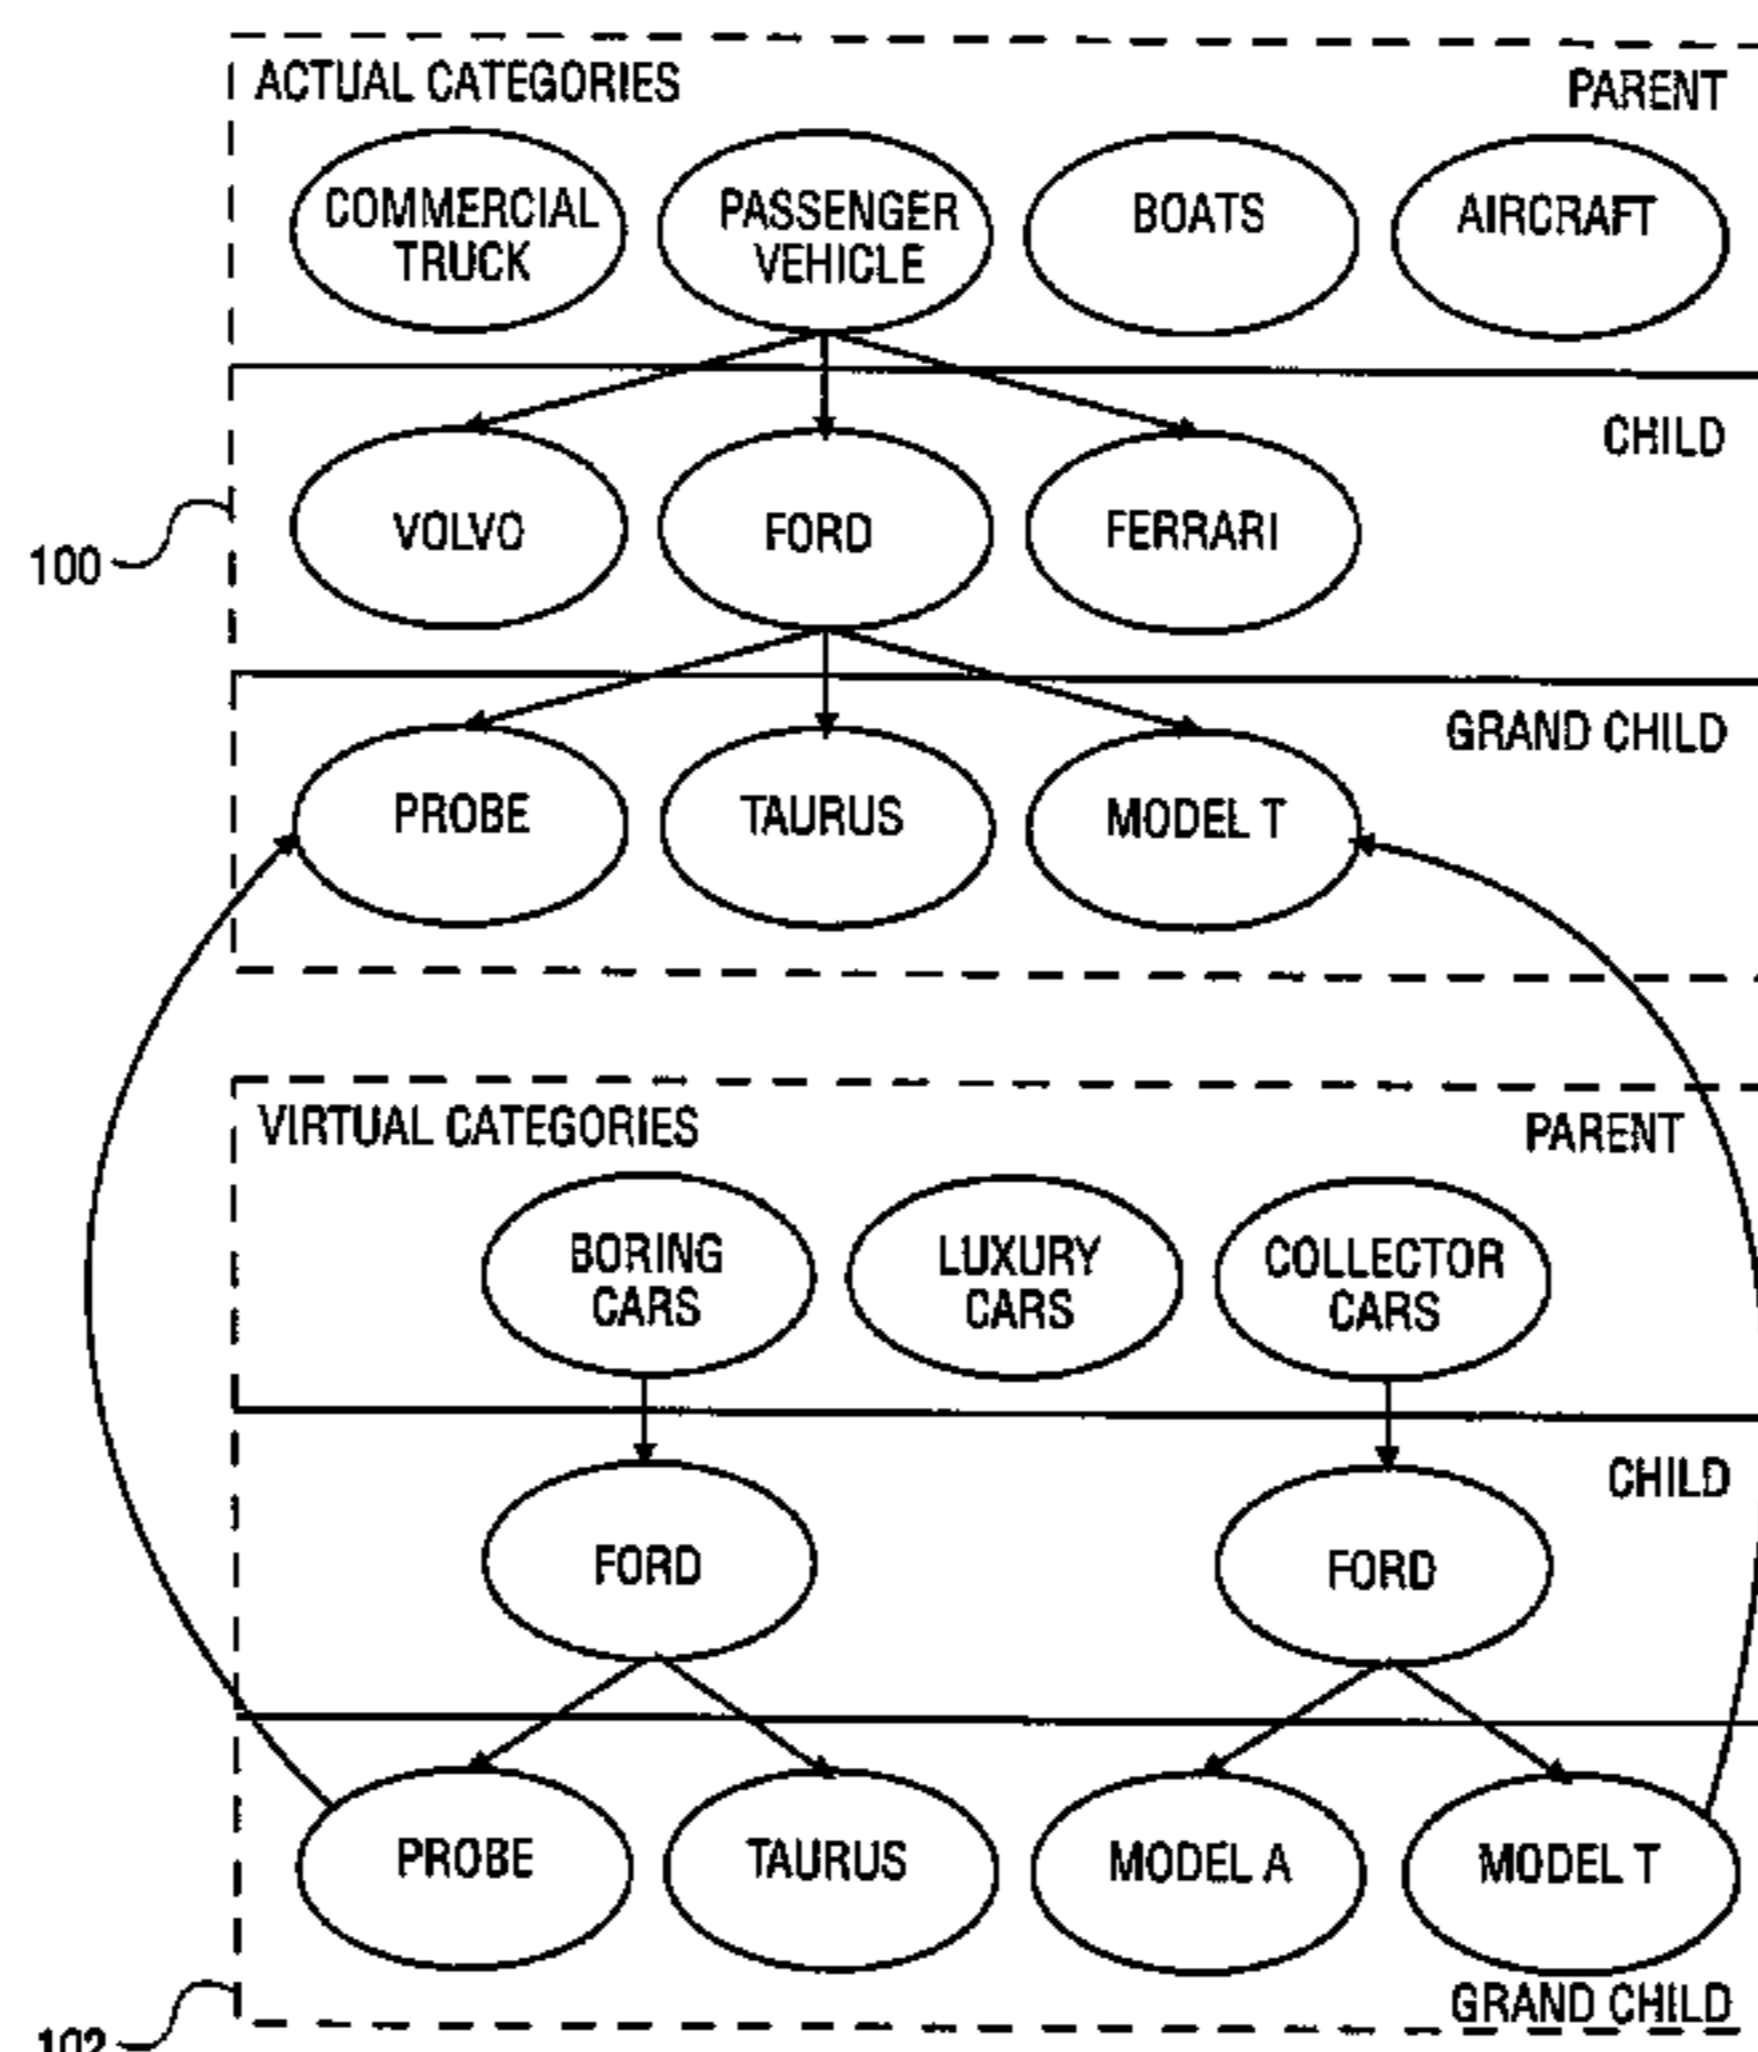 ACTUAL CATEGORIES
PARENT
COMMERCIAL
TRUCK
PASSENGER
VEHICLE
BOATS
AIRCRAFT
CHILD
VOLVO
FORD
FERRARI
100
GRAND CHILD
PROBE
TAURUS
MODEL T
VIRTUAL CATEGORIES
PARENT
BORING
CARS
LUXURY
CARS
COLLECTOR
CARS
CHILD
FORD
FORD
PROBE
TAURUS
MODEL A
MODEL T
GRAND CHILD
102